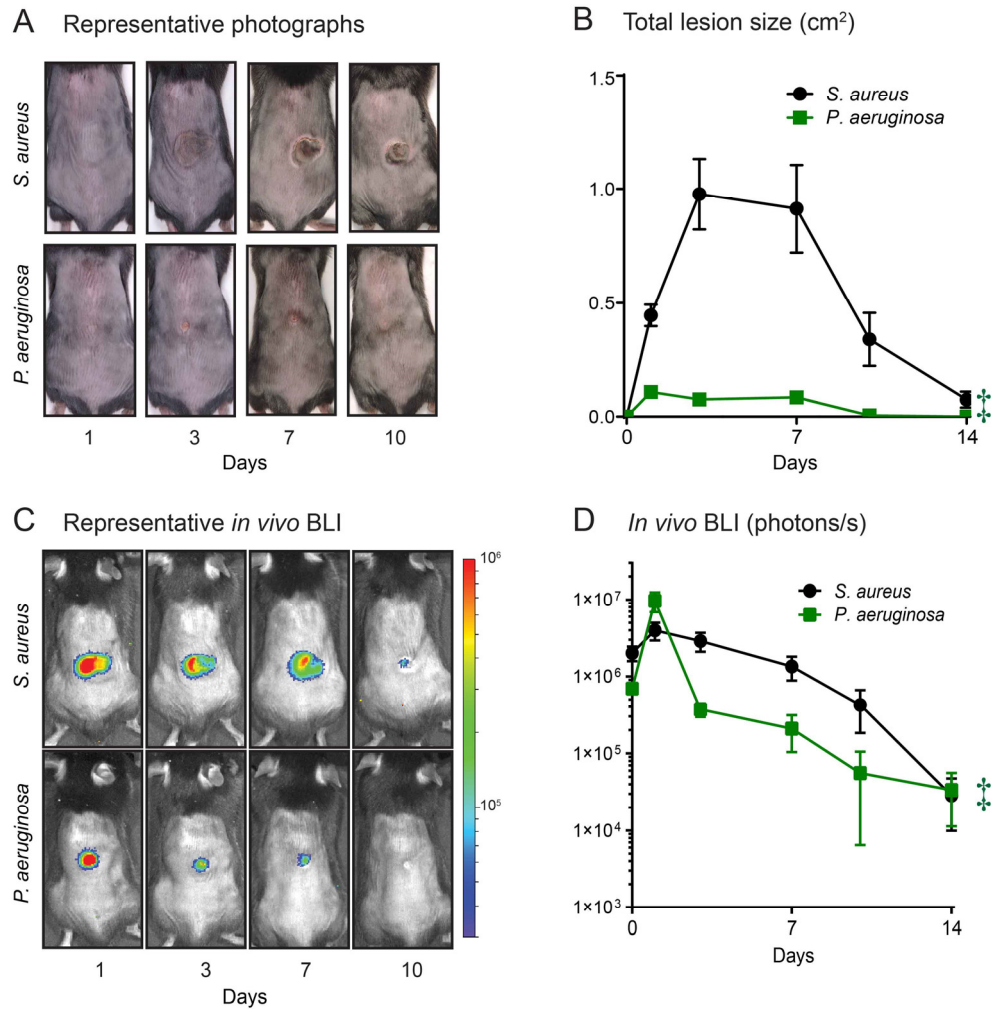 A Representative photographs
S. aureus
P. aeruginosa
1 3 7 10
Days
B Total lesion size (cm²)
1.5
1.0
0.5
0.0
S. aureus
P. aeruginosa
‡
‡
0 7 14
Days
C Representative in vivo BLI
S. aureus
P. aeruginosa
10⁶
10⁵
1 3 7 10
Days
D In vivo BLI (photons/s)
S. aureus
P. aeruginosa
1×10⁷
1×10⁶
1×10⁵
1×10⁴
1×10³
‡
‡
0 7 14
Days